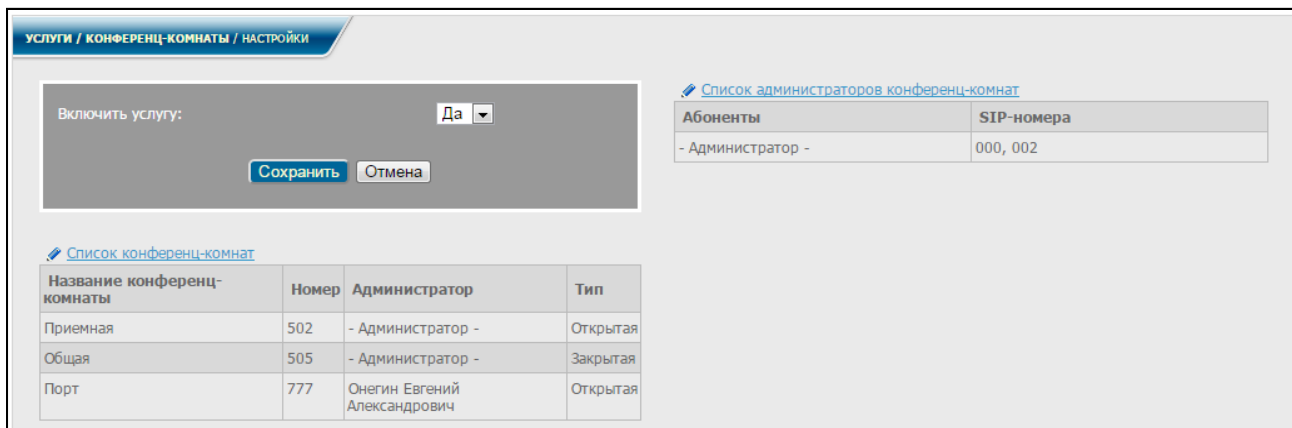 УСЛУГИ / КОНФЕРЕНЦ-КОМНАТЫ / НАСТРОЙКИ
Включить услугу: Да
Сохранить Отмена
Список администраторов конференц-комнат
Абоненты SIP-номера
- Администратор - 000, 002
Список конференц-комнат
Название конференц-
комнаты Номер Администратор Тип
Приемная 502 - Администратор - Открытая
Общая 505 - Администратор - Закрытая
Порт 777 Онегин Евгений Открытая
Александрович